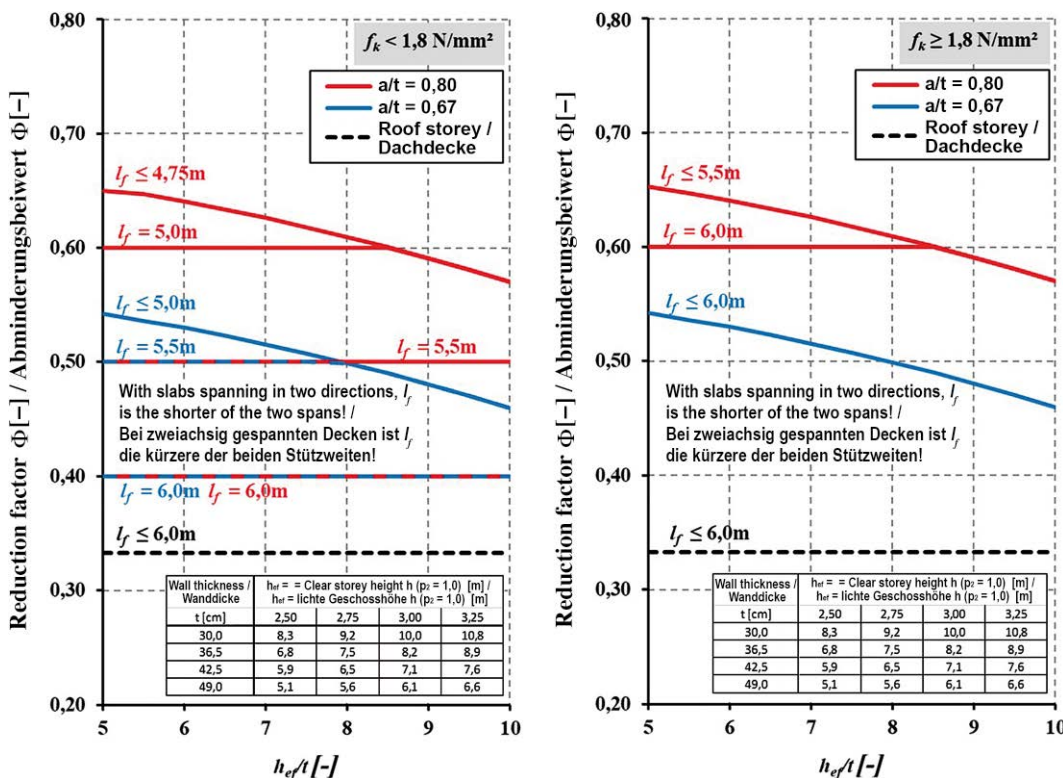 Reduction factor Φ [–] / Abminderungsbeiwert Φ [–]
0,80
0,70
0,60
0,50
0,40
0,30
0,20
f_k < 1,8 N/mm²
a/t = 0,80
a/t = 0,67
Roof storey /
Dachdecke
l_f ≤ 4,75m
l_f = 5,0m
l_f ≤ 5,0m
l_f = 5,5m
l_f = 5,5m
With slabs spanning in two directions, l_f
is the shorter of the two spans! /
Bei zweiachsig gespannten Decken ist l_f
die kürzere der beiden Stützweiten!
l_f = 6,0m l_f = 6,0m
l_f ≤ 6,0m
Wall thickness /
Wanddicke
h_ef = = Clear storey height h (p₂ = 1,0) [m] /
h_ef = lichte Geschosshöhe h (p₂ = 1,0) [m]
t [cm] 2,50 2,75 3,00 3,25
30,0 8,3 9,2 10,0 10,8
36,5 6,8 7,5 8,2 8,9
42,5 5,9 6,5 7,1 7,6
49,0 5,1 5,6 6,1 6,6
5 6 7 8 9 10
h_ef/t [-]
Reduction factor Φ [–] / Abminderungsbeiwert Φ [–]
0,80
0,70
0,60
0,50
0,40
0,30
0,20
f_k ≥ 1,8 N/mm²
a/t = 0,80
a/t = 0,67
Roof storey /
Dachdecke
l_f ≤ 5,5m
l_f = 6,0m
l_f ≤ 6,0m
With slabs spanning in two directions, l_f
is the shorter of the two spans! /
Bei zweiachsig gespannten Decken ist l_f
die kürzere der beiden Stützweiten!
l_f ≤ 6,0m
Wall thickness /
Wanddicke
h_ef = = Clear storey height h (p₂ = 1,0) [m] /
h_ef = lichte Geschosshöhe h (p₂ = 1,0) [m]
t [cm] 2,50 2,75 3,00 3,25
30,0 8,3 9,2 10,0 10,8
36,5 6,8 7,5 8,2 8,9
42,5 5,9 6,5 7,1 7,6
49,0 5,1 5,6 6,1 6,6
5 6 7 8 9 10
h_ef/t [-]